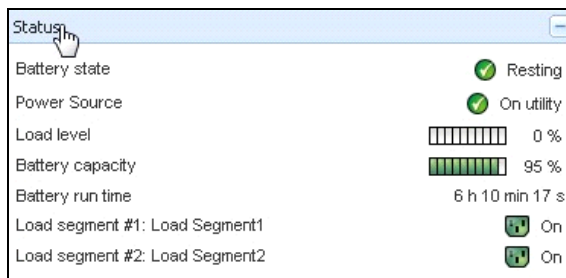 Status
Battery state Resting
Power Source On utility
Load level 0 %
Battery capacity 95 %
Battery run time 6 h 10 min 17 s
Load segment #1: Load Segment1 On
Load segment #2: Load Segment2 On